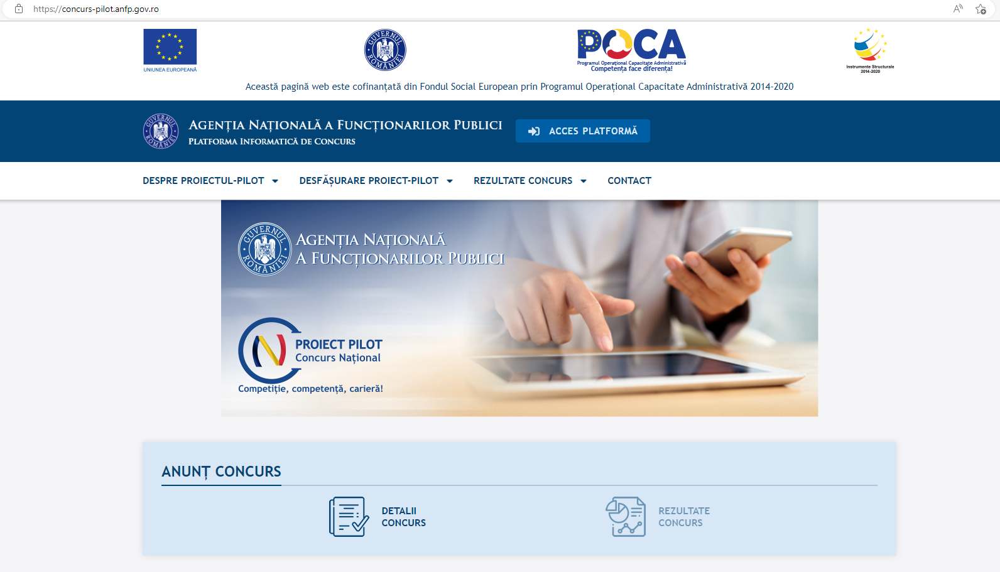 https://concurs-pilot.anfp.gov.ro
UNIUNEA EUROPEANĂ
GUVERNUL ROMÂNIEI
POCA
Programul Operațional Capacitate Administrativă
Competența face diferența!
Instrumente Structurale
2014-2020
Această pagină web este cofinanțată din Fondul Social European prin Programul Operațional Capacitate Administrativă 2014-2020
GUVERNUL ROMÂNIEI
AGENȚIA NAȚIONALĂ A FUNCȚIONARILOR PUBLICI
PLATFORMA INFORMATICĂ DE CONCURS
ACCES PLATFORMĂ
DESPRE PROIECTUL-PILOT
DESFĂȘURARE PROIECT-PILOT
REZULTATE CONCURS
CONTACT
GUVERNUL ROMÂNIEI
AGENȚIA NAȚIONALĂ
A FUNCȚIONARILOR PUBLICI
PROIECT PILOT
Concurs Național
Competiție, competență, carieră!
ANUNȚ CONCURS
DETALII
CONCURS
REZULTATE
CONCURS